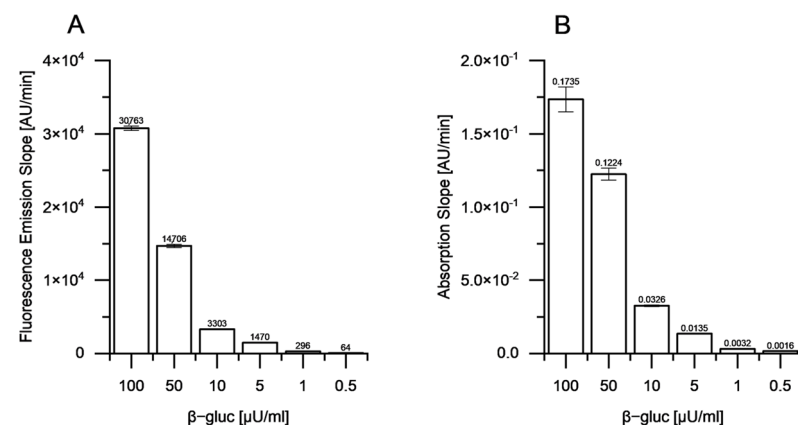 A
Fluorescence Emission Slope [AU/min]
4×10⁴
3×10⁴
2×10⁴
1×10⁴
0
30763
14706
3303
1470
296
64
100 50 10 5 1 0.5
β−gluc [µU/ml]
B
Absorption Slope [AU/min]
2.0×10⁻¹
1.5×10⁻¹
1.0×10⁻¹
5.0×10⁻²
0.0
0.1735
0.1224
0.0326
0.0135
0.0032
0.0016
100 50 10 5 1 0.5
β−gluc [µU/ml]